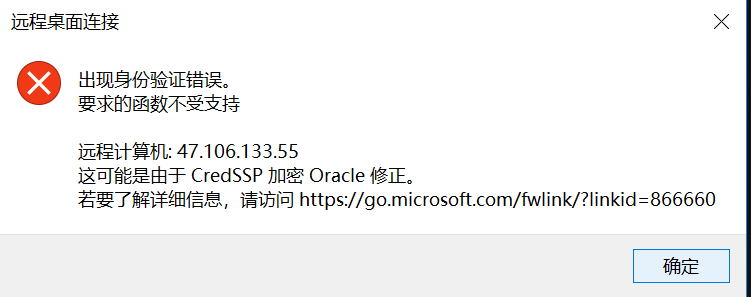 远程桌面连接
出现身份验证错误。
要求的函数不受支持
远程计算机: 47.106.133.55
这可能是由于 CredSSP 加密 Oracle 修正。
若要了解详细信息，请访问 https://go.microsoft.com/fwlink/?linkid=866660
确定